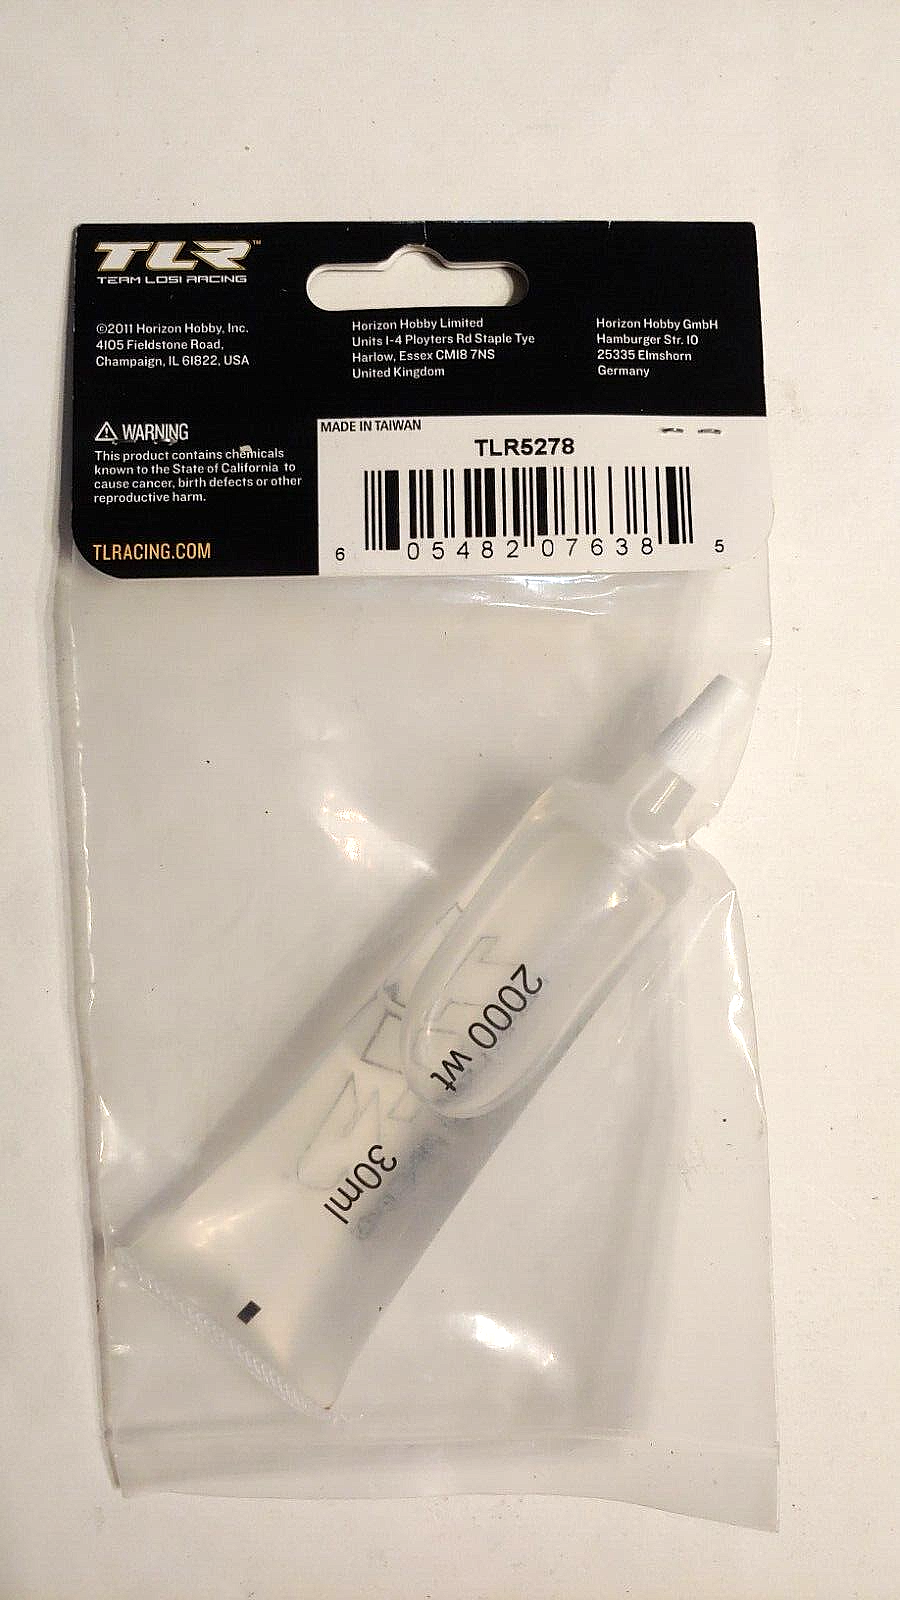 TLR™
TEAM LOSI RACING
©2011 Horizon Hobby, Inc.
4105 Fieldstone Road,
Champaign, IL 61822, USA
Horizon Hobby Limited
Units 1-4 Ployters Rd Staple Tye
Harlow, Essex CM18 7NS
United Kingdom
Horizon Hobby GmbH
Hamburger Str. 10
25335 Elmshorn
Germany
⚠ WARNING
This product contains chemicals
known to the State of California to
cause cancer, birth defects or other
reproductive harm.
TLRACING.COM
MADE IN TAIWAN
TLR5278
6 05482 07638 5
2000 wt
30ml
TLR